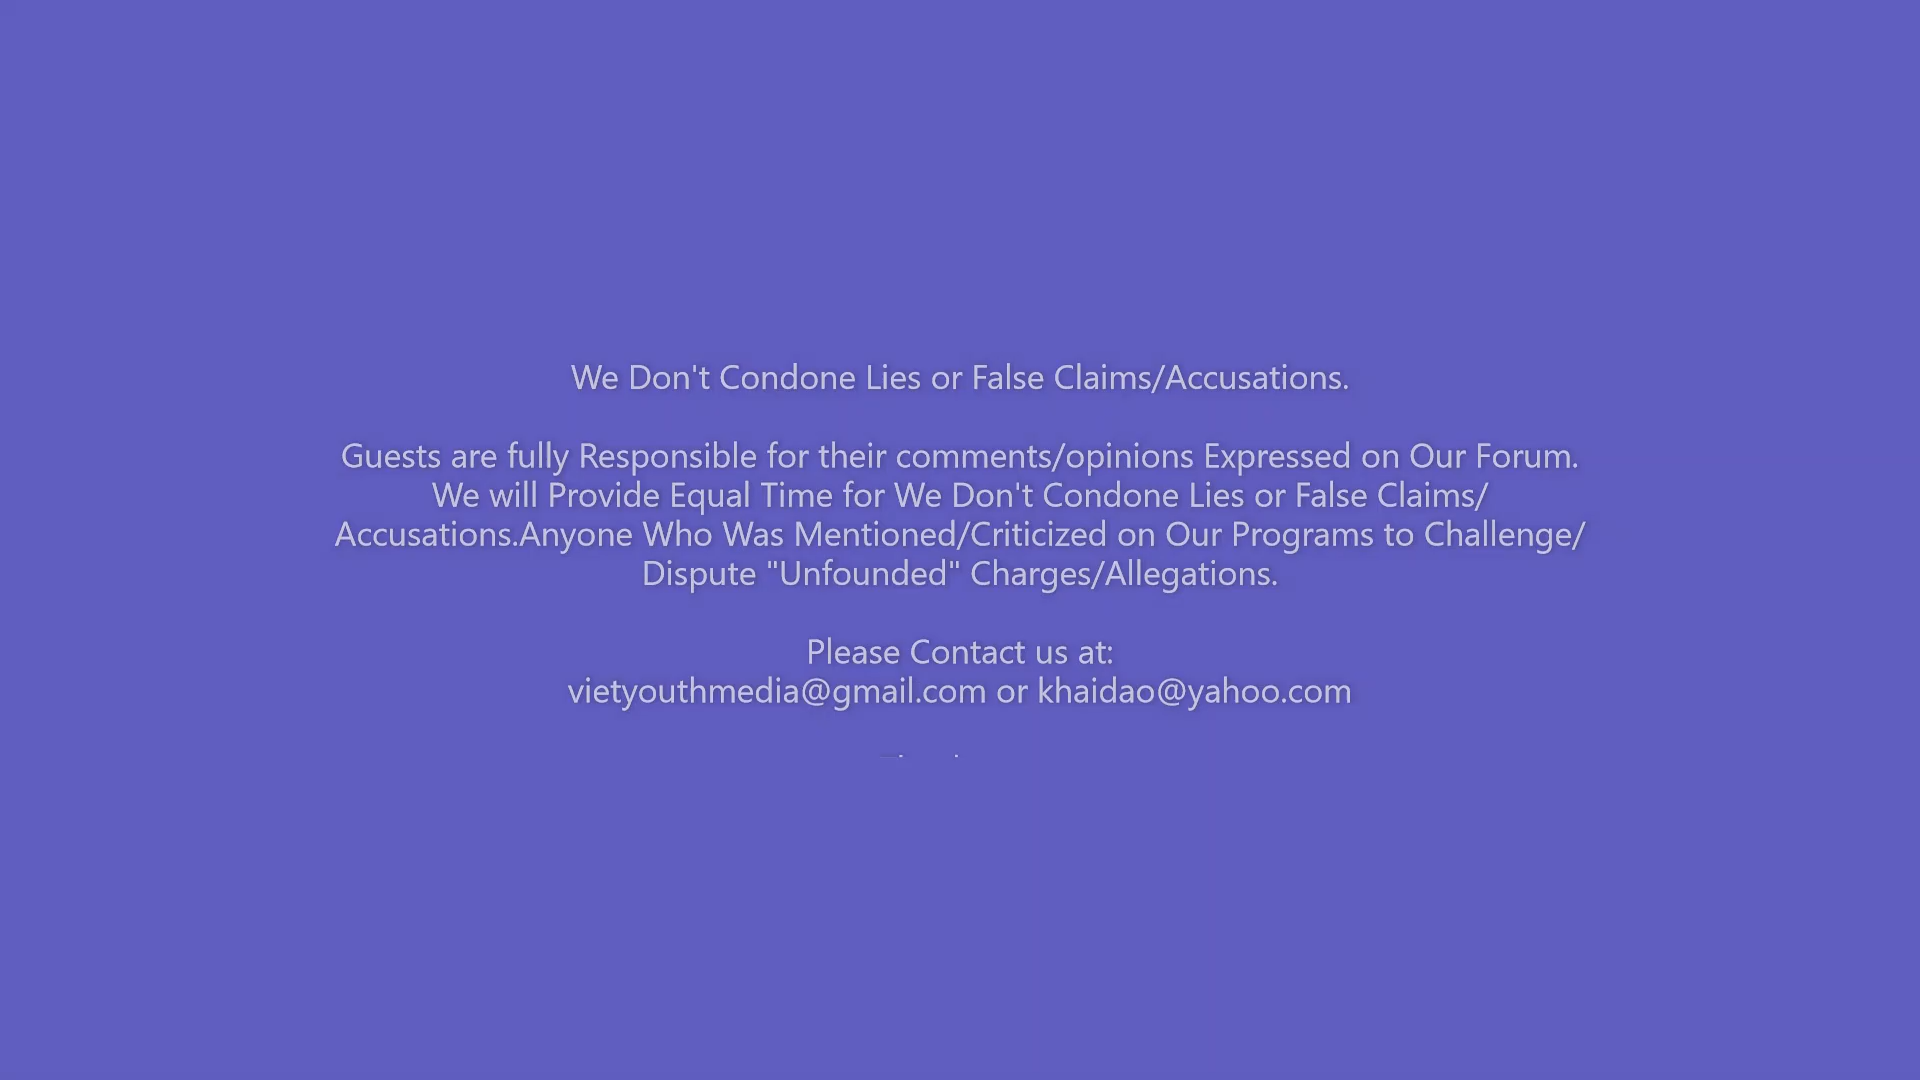 We Don't Condone Lies or False Claims/Accusations.
Guests are fully Responsible for their comments/opinions Expressed on Our Forum.
We will Provide Equal Time for We Don't Condone Lies or False Claims/
Accusations.Anyone Who Was Mentioned/Criticized on Our Programs to Challenge/
Dispute "Unfounded" Charges/Allegations.
Please Contact us at:
vietyouthmedia@gmail.com or khaidao@yahoo.com